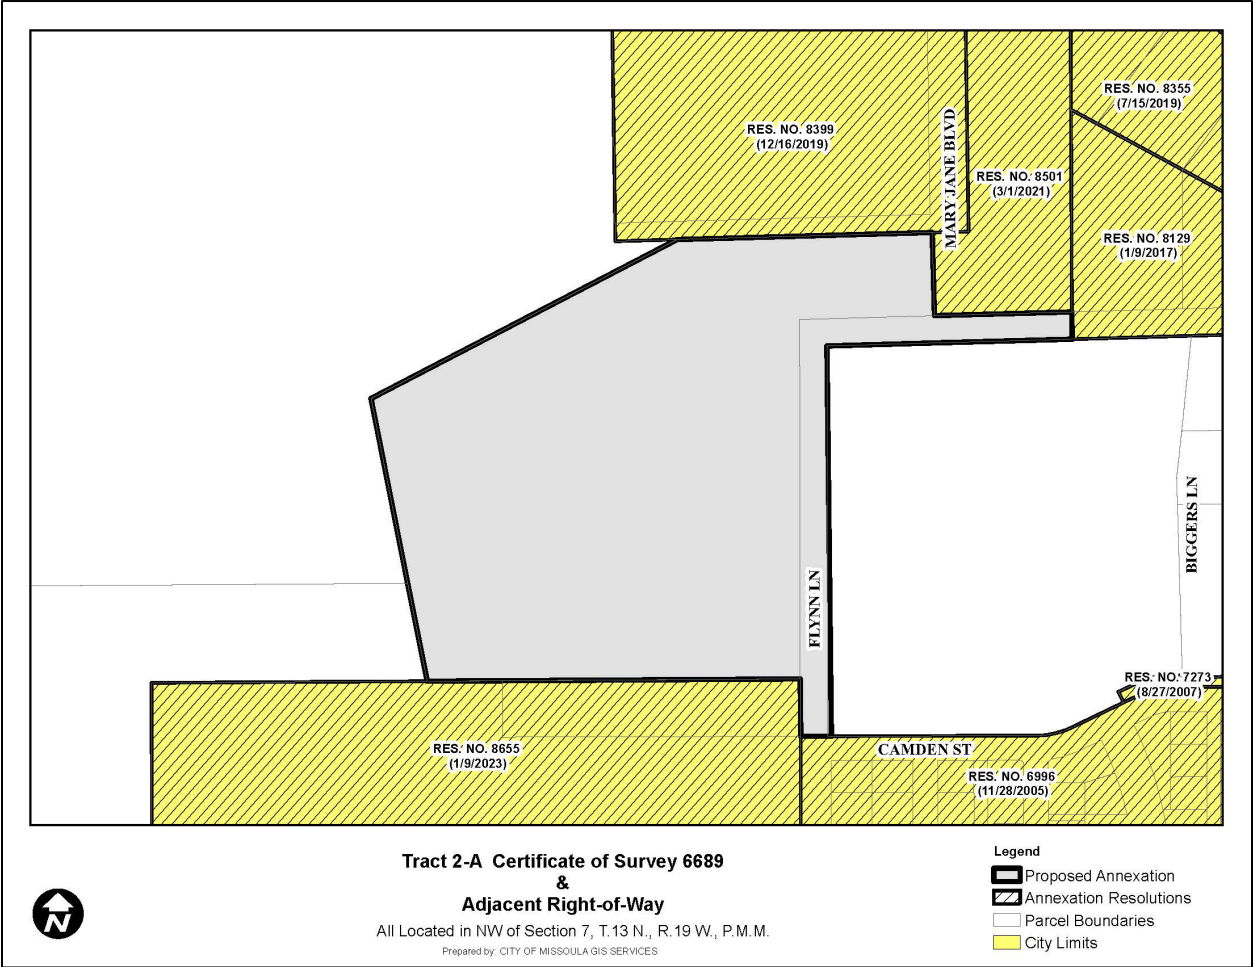 RES. NO. 8355
(7/15/2019)
RES. NO. 8399
(12/16/2019)
MARY JANE BLVD
RES. NO. 8501
(3/1/2021)
RES. NO. 8129
(1/9/2017)
BIGGERS LN
FLYNN LN
RES. NO. 7273
(8/27/2007)
RES. NO. 8655
(1/9/2023)
CAMDEN ST
RES. NO. 6996
(11/28/2005)
Tract 2-A Certificate of Survey 6689
&
Adjacent Right-of-Way
All Located in NW of Section 7, T.13 N., R.19 W., P.M.M.
Prepared by: CITY OF MISSOULA GIS SERVICES
N
Legend
Proposed Annexation
Annexation Resolutions
Parcel Boundaries
City Limits